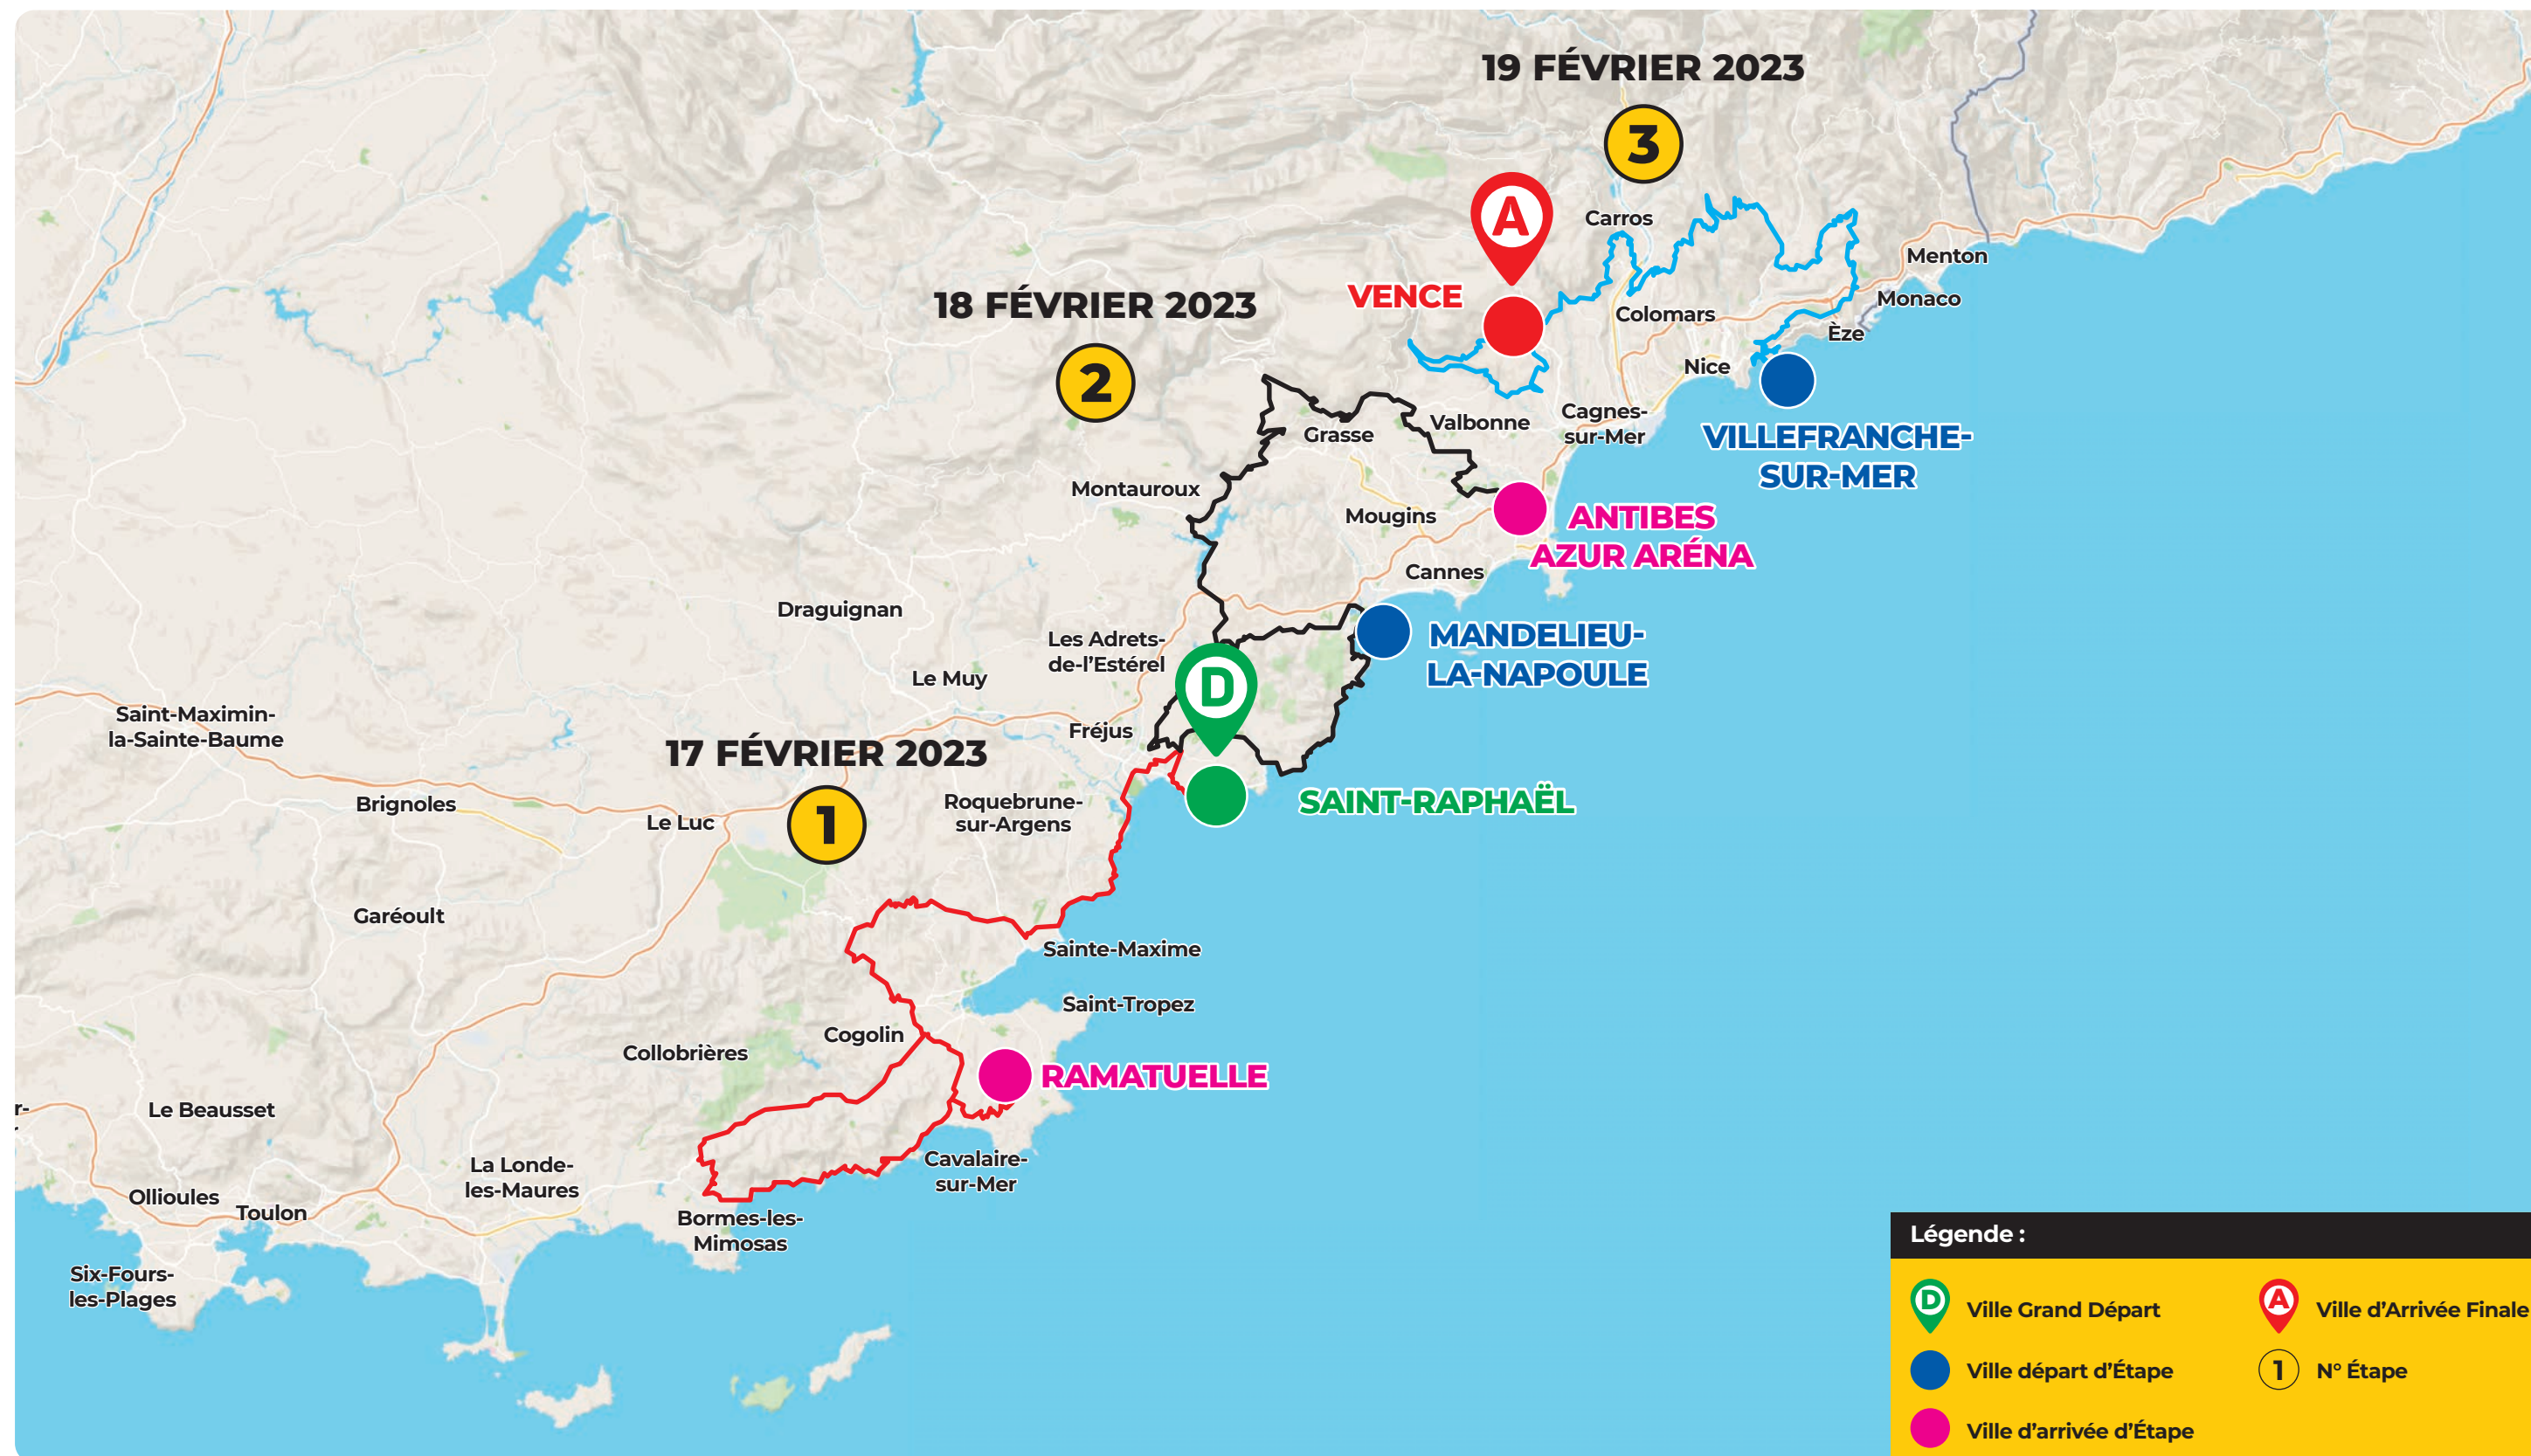 19 FÉVRIER 2023
3
A
Carros
Menton
VENCE
Monaco
Colomars
Èze
Nice
VILLEFRANCHE-
SUR-MER
18 FÉVRIER 2023
2
Grasse
Valbonne
Cagnes-
sur-Mer
Montauroux
Mougins
ANTIBES
AZUR ARÉNA
Cannes
Draguignan
Les Adrets-
de-l'Estérel
MANDELIEU-
LA-NAPOULE
Le Muy
D
Fréjus
SAINT-RAPHAËL
Saint-Maximin-
la-Sainte-Baume
17 FÉVRIER 2023
1
Brignoles
Le Luc
Roquebrune-
sur-Argens
Garéoult
Sainte-Maxime
Saint-Tropez
Cogolin
Collobrières
RAMATUELLE
r-
Le Beausset
La Londe-
les-Maures
Cavalaire-
sur-Mer
Ollioules
Toulon
Bormes-les-
Mimosas
Six-Fours-
les-Plages
Légende :
D Ville Grand Départ
A Ville d'Arrivée Finale
Ville départ d'Étape
1 N° Étape
Ville d'arrivée d'Étape